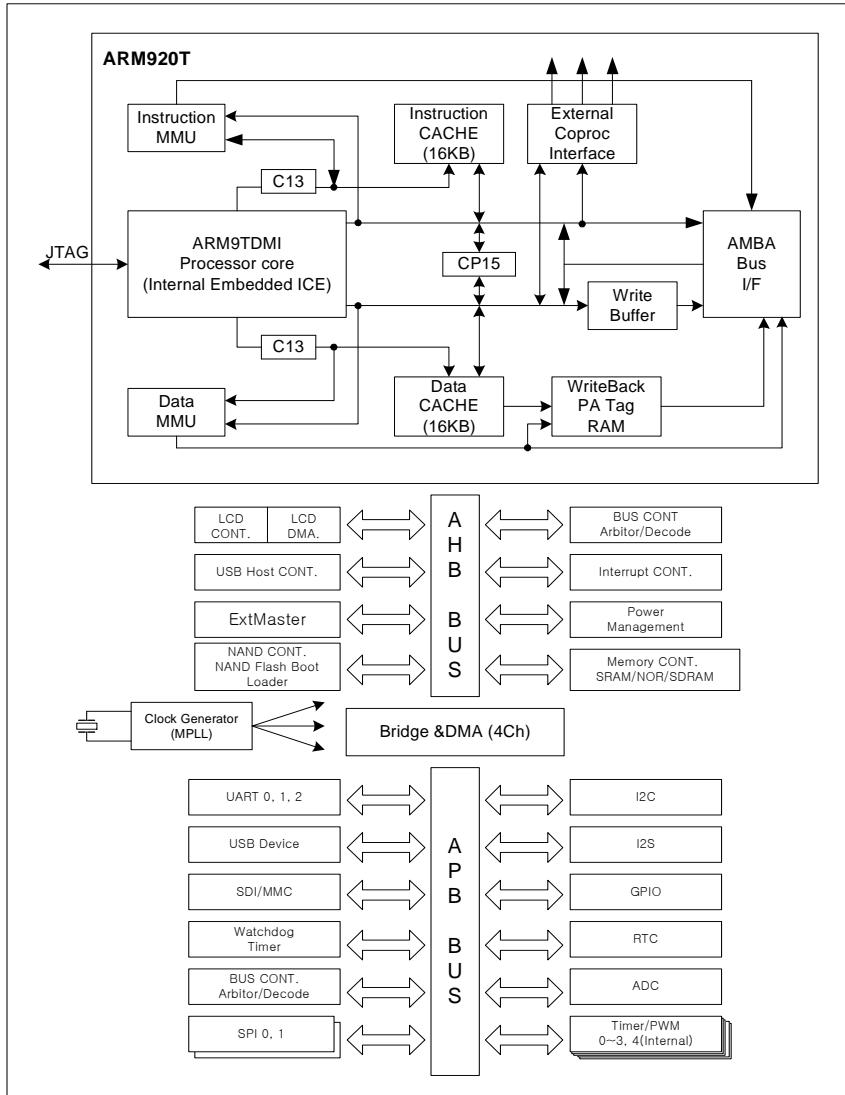 ARM920T
Instruction
MMU
Instruction
CACHE
(16KB)
External
Coproc
Interface
C13
JTAG
ARM9TDMI
Processor core
(Internal Embedded ICE)
CP15
AMBA
Bus
I/F
Write
Buffer
C13
Data
MMU
Data
CACHE
(16KB)
WriteBack
PA Tag
RAM
LCD
CONT.
LCD
DMA.
A
H
B
B
U
S
BUS CONT
Arbitor/Decode
USB Host CONT.
Interrupt CONT.
ExtMaster
Power
Management
NAND CONT.
NAND Flash Boot
Loader
Memory CONT.
SRAM/NOR/SDRAM
Clock Generator
(MPLL)
Bridge &DMA (4Ch)
UART 0, 1, 2
A
P
B
B
U
S
I2C
USB Device
I2S
SDI/MMC
GPIO
Watchdog
Timer
RTC
BUS CONT.
Arbitor/Decode
ADC
SPI 0, 1
Timer/PWM
0~3, 4(Internal)